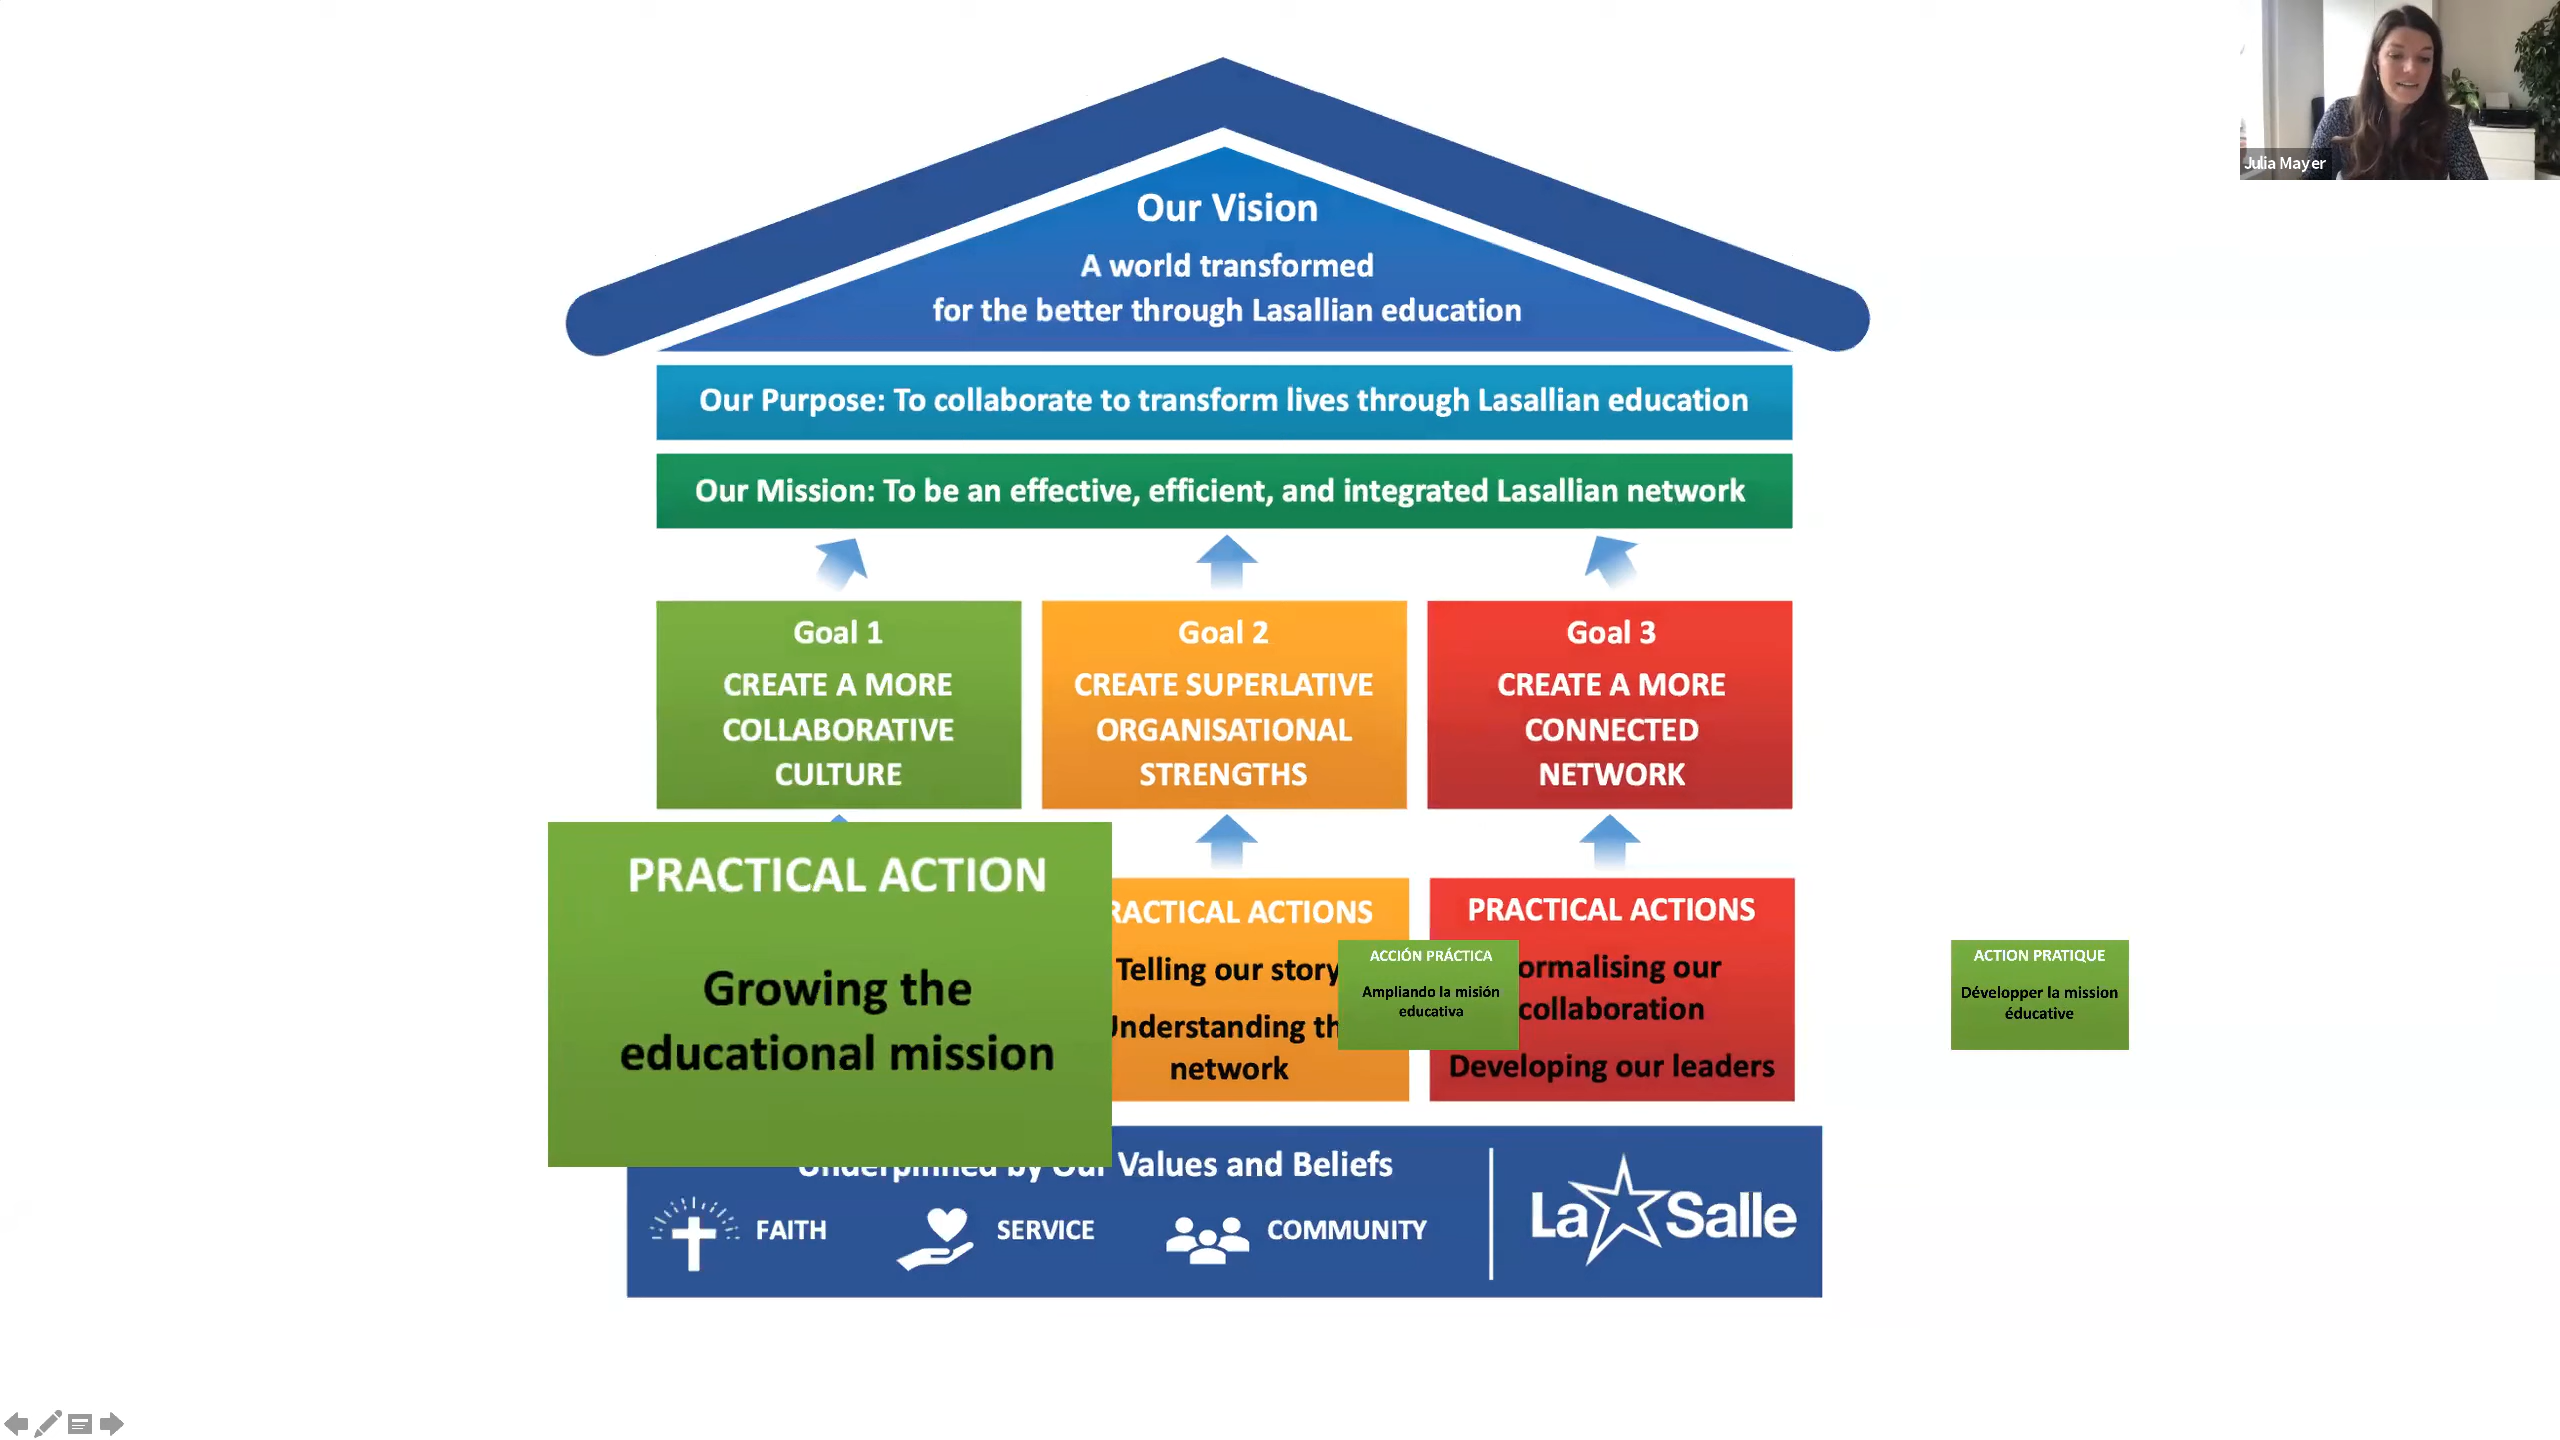 Julia Mayer
Our Vision
A world transformed
for the better through Lasallian education
Our Purpose: To collaborate to transform lives through Lasallian education
Our Mission: To be an effective, efficient, and integrated Lasallian network
Goal 1
CREATE A MORE
COLLABORATIVE
CULTURE
Goal 2
CREATE SUPERLATIVE
ORGANISATIONAL
STRENGTHS
Goal 3
CREATE A MORE
CONNECTED
NETWORK
PRACTICAL ACTION
Growing the
educational mission
ACTIONS
Telling our story
network
ACCIÓN PRÁCTICA
Ampliando la misión
educativa
PRACTICAL ACTIONS
our
collaboration
Developing our leaders
ACTION PRATIQUE
Développer la mission
éducative
Underpinned by Our Values and Beliefs
FAITH
SERVICE
COMMUNITY
La Salle